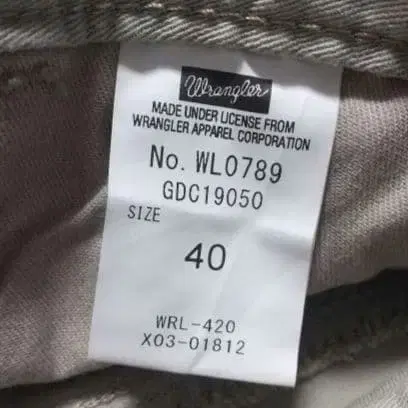 Wrangler
MADE UNDER LICENSE FROM
WRANGLER APPAREL CORPORATION
No. WL0789
GDC19050
SIZE
40
WRL-420
X03-01812